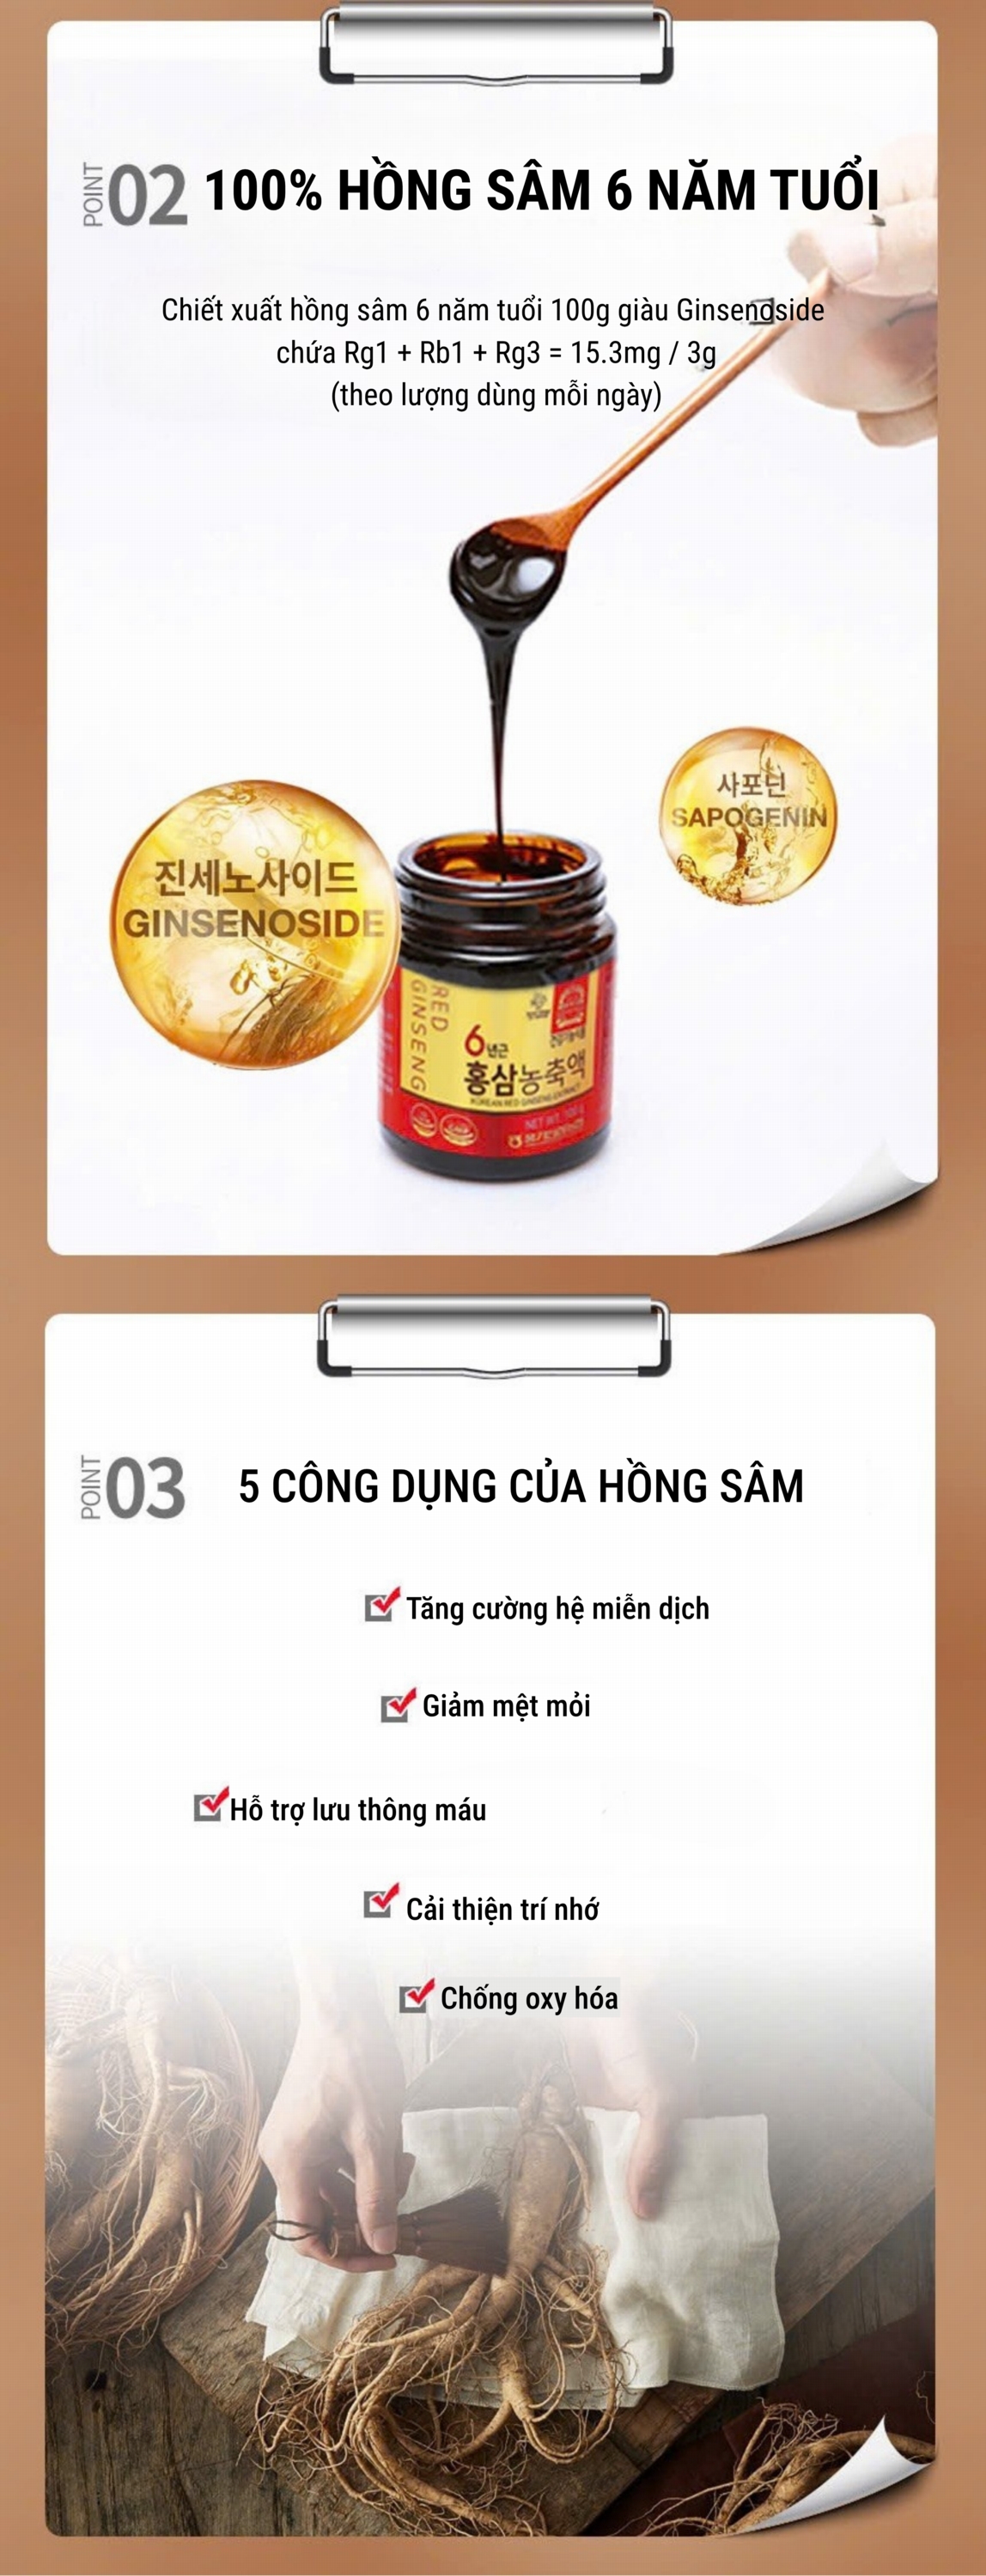 POINT 02 100% HỒNG SÂM 6 NĂM TUỔI
Chiết xuất hồng sâm 6 năm tuổi 100g giàu Ginsenoside
chứa Rg1 + Rb1 + Rg3 = 15.3mg / 3g
(theo lượng dùng mỗi ngày)
사포닌
SAPOGENIN
진세노사이드
GINSENOSIDE
RED
GINSENG
6년근
홍삼농축액
KOREAN RED GINSENG EXTRACT
NET WT. 100g
POINT 03 5 CÔNG DỤNG CỦA HỒNG SÂM
Tăng cường hệ miễn dịch
Giảm mệt mỏi
Hỗ trợ lưu thông máu
Cải thiện trí nhớ
Chống oxy hóa